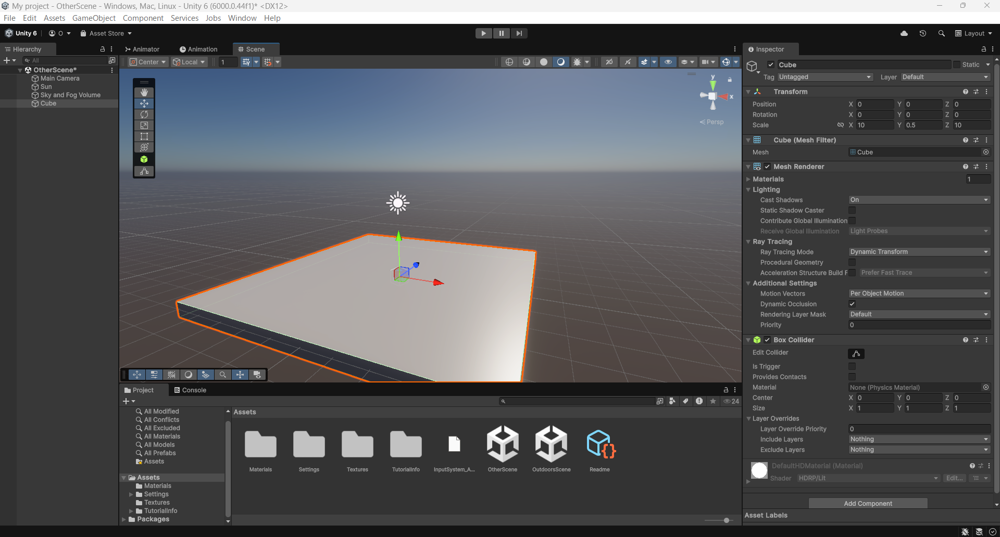 My project - OtherScene - Windows, Mac, Linux - Unity 6 (6000.0.44f1)* <DX12>
File Edit Assets GameObject Component Services Jobs Window Help
Unity 6 O Asset Store Layout
Hierarchy
All
OtherScene*
Main Camera
Sun
Sky and Fog Volume
Cube
Animator Animation Scene
Center Local 1 2D
y
x
Persp
Project Console
24
All Modified
All Conflicts
All Excluded
All Materials
All Models
All Prefabs
Assets
Assets
Materials
Settings
Textures
TutorialInfo
Packages
Assets
Materials Settings Textures TutorialInfo InputSystem_A... OtherScene OutdoorsScene Readme
Inspector
Cube Static
Tag Untagged Layer Default
Transform
Position X 0 Y 0 Z 0
Rotation X 0 Y 0 Z 0
Scale X 10 Y 0.5 Z 10
Cube (Mesh Filter)
Mesh Cube
Mesh Renderer
Materials 1
Lighting
Cast Shadows On
Static Shadow Caster
Contribute Global Illumination
Receive Global Illumination Light Probes
Ray Tracing
Ray Tracing Mode Dynamic Transform
Procedural Geometry
Acceleration Structure Build F Prefer Fast Trace
Additional Settings
Motion Vectors Per Object Motion
Dynamic Occlusion
Rendering Layer Mask Default
Priority 0
Box Collider
Edit Collider
Is Trigger
Provides Contacts
Material None (Physics Material)
Center X 0 Y 0 Z 0
Size X 1 Y 1 Z 1
Layer Overrides
Layer Override Priority 0
Include Layers Nothing
Exclude Layers Nothing
DefaultHDMaterial (Material)
Shader HDRP/Lit Edit...
Add Component
Asset Labels